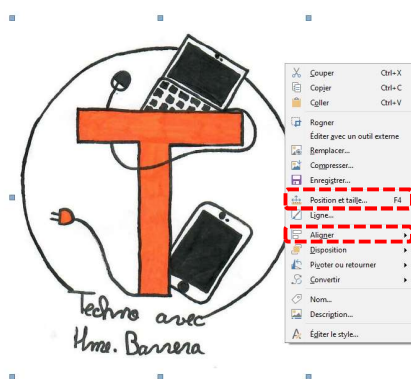 Couper Ctrl+X
Copier Ctrl+C
Coller Ctrl+V
Rogner
Éditer avec un outil externe
Remplacer...
Compresser...
Enregistrer...
Position et taille... F4
Ligne...
Aligner
Disposition
Pivoter ou retourner
Convertir
Nom...
Description...
Éditer le style...
T
Techno avec
Mme. Barrera